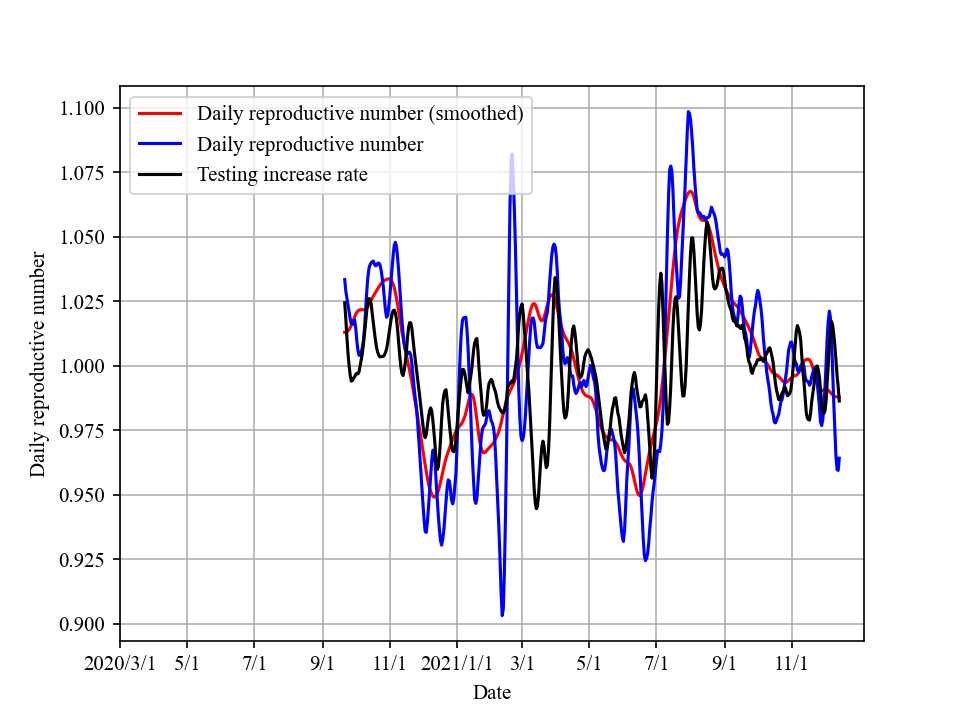 Daily reproductive number (smoothed)
Daily reproductive number
Testing increase rate
Daily reproductive number
1.100
1.075
1.050
1.025
1.000
0.975
0.950
0.925
0.900
2020/3/1 5/1 7/1 9/1 11/1 2021/1/1 3/1 5/1 7/1 9/1 11/1
Date